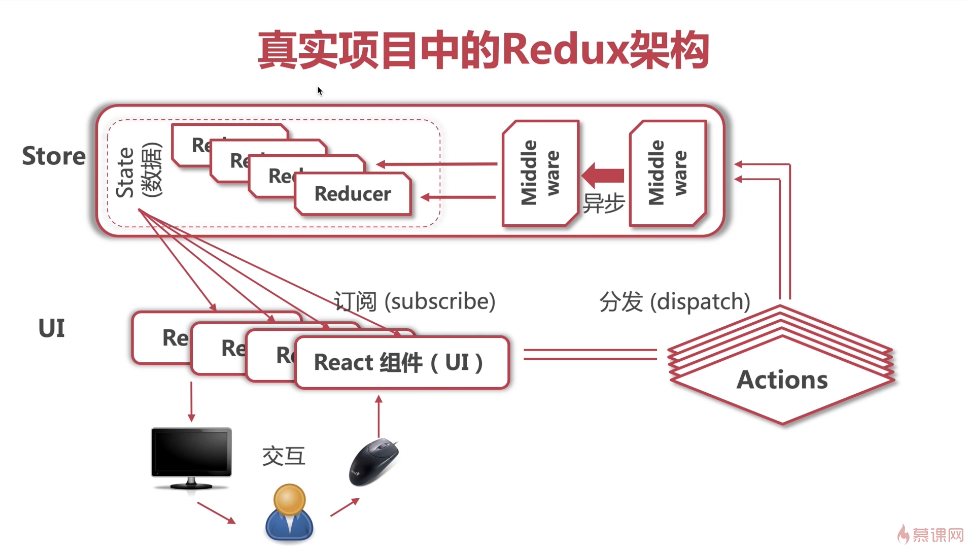 真实项目中的Redux架构
Store
State
(数据)
Re
Re
Red
Reducer
Middle
ware
异步
Middle
ware
订阅 (subscribe)
分发 (dispatch)
UI
Re
Re
R
React 组件（UI）
Actions
交互
慕课网